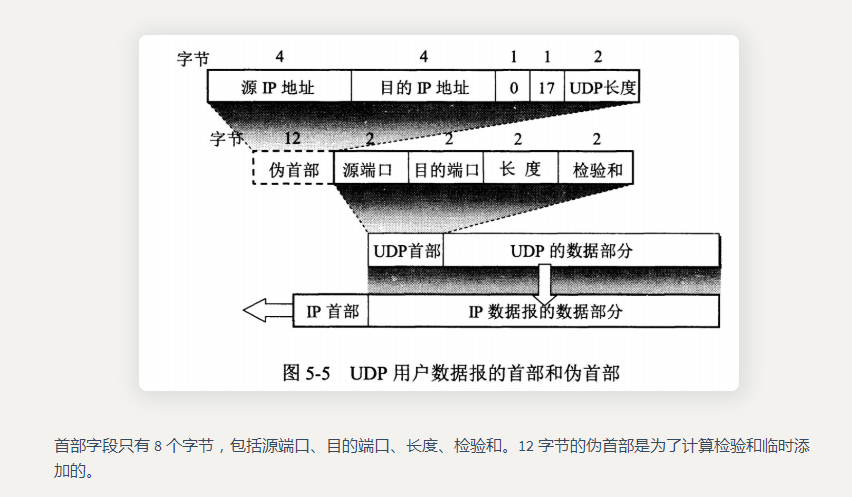 字节 4 4 1 1 2
源 IP 地址 目的 IP 地址 0 17 UDP长度
字节 12 2 2 2 2
伪首部 源端口 目的端口 长 度 检验和
UDP首部 UDP 的数据部分
IP 首部 IP 数据报的数据部分
图 5-5 UDP 用户数据报的首部和伪首部
首部字段只有 8 个字节，包括源端口、目的端口、长度、检验和。12 字节的伪首部是为了计算检验和临时添
加的。